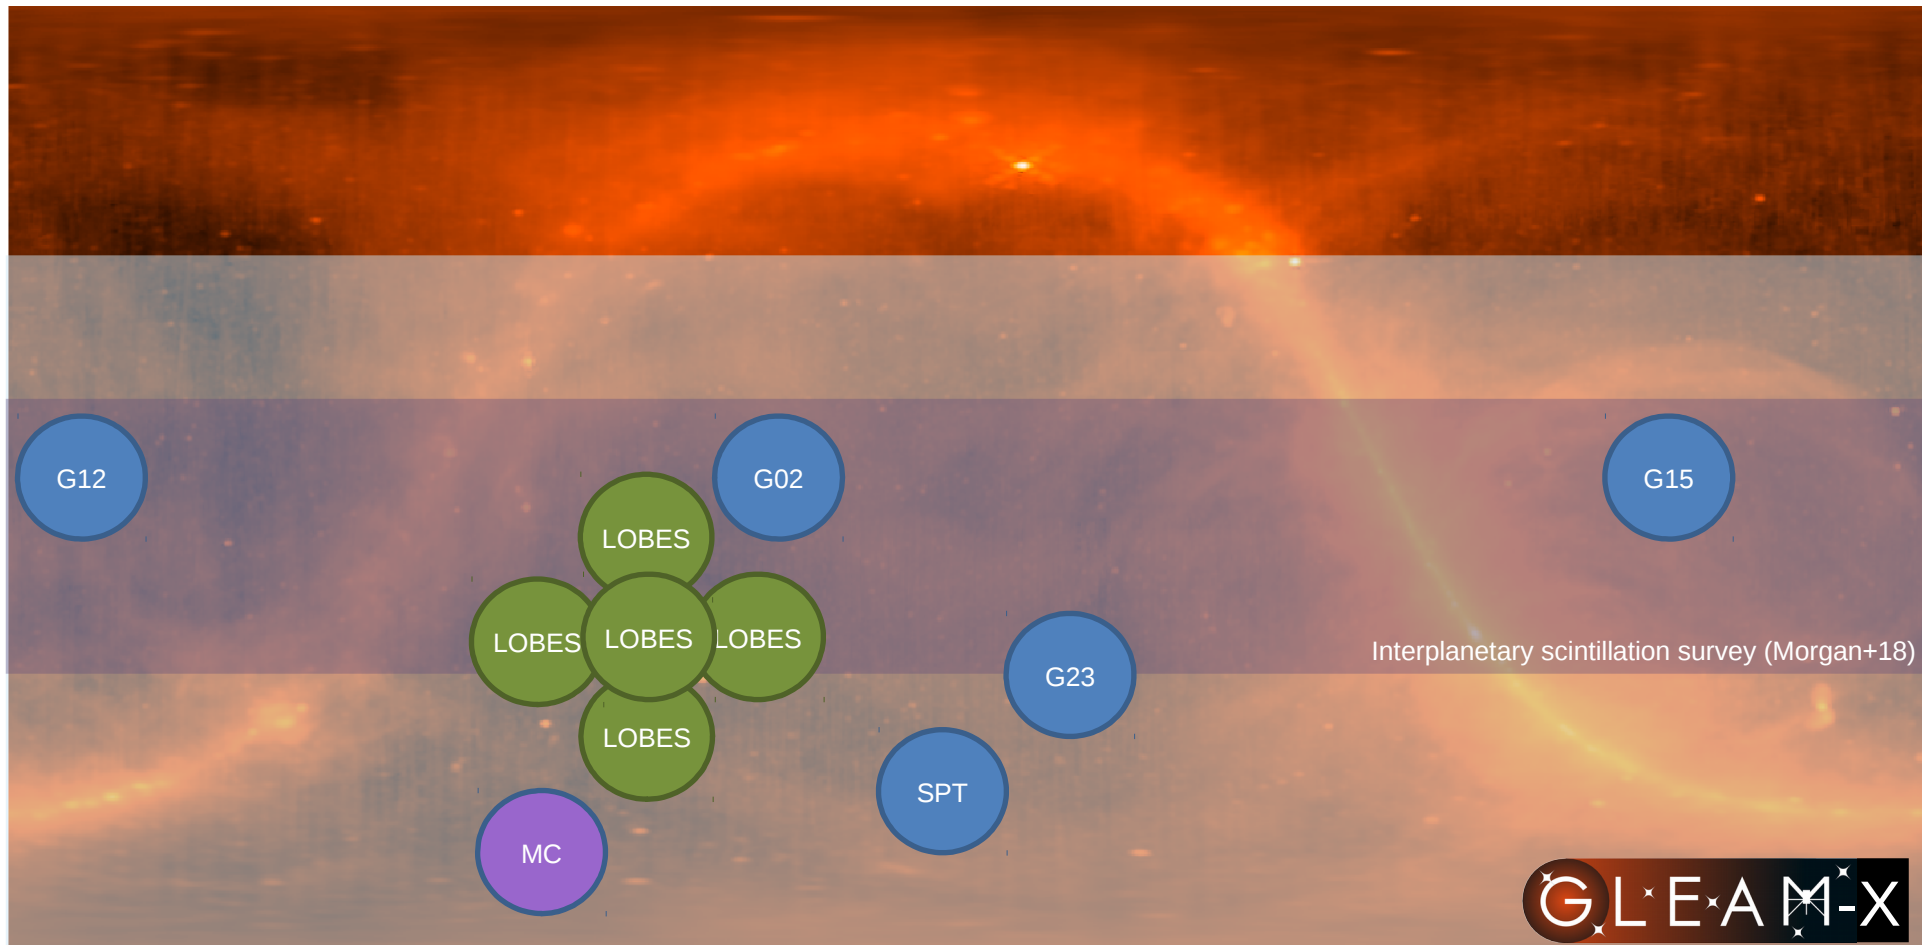 G12
G02
G15
LOBES
LOBES
LOBES
LOBES
Interplanetary scintillation survey (Morgan+18)
G23
LOBES
SPT
MC
GLEAM-X